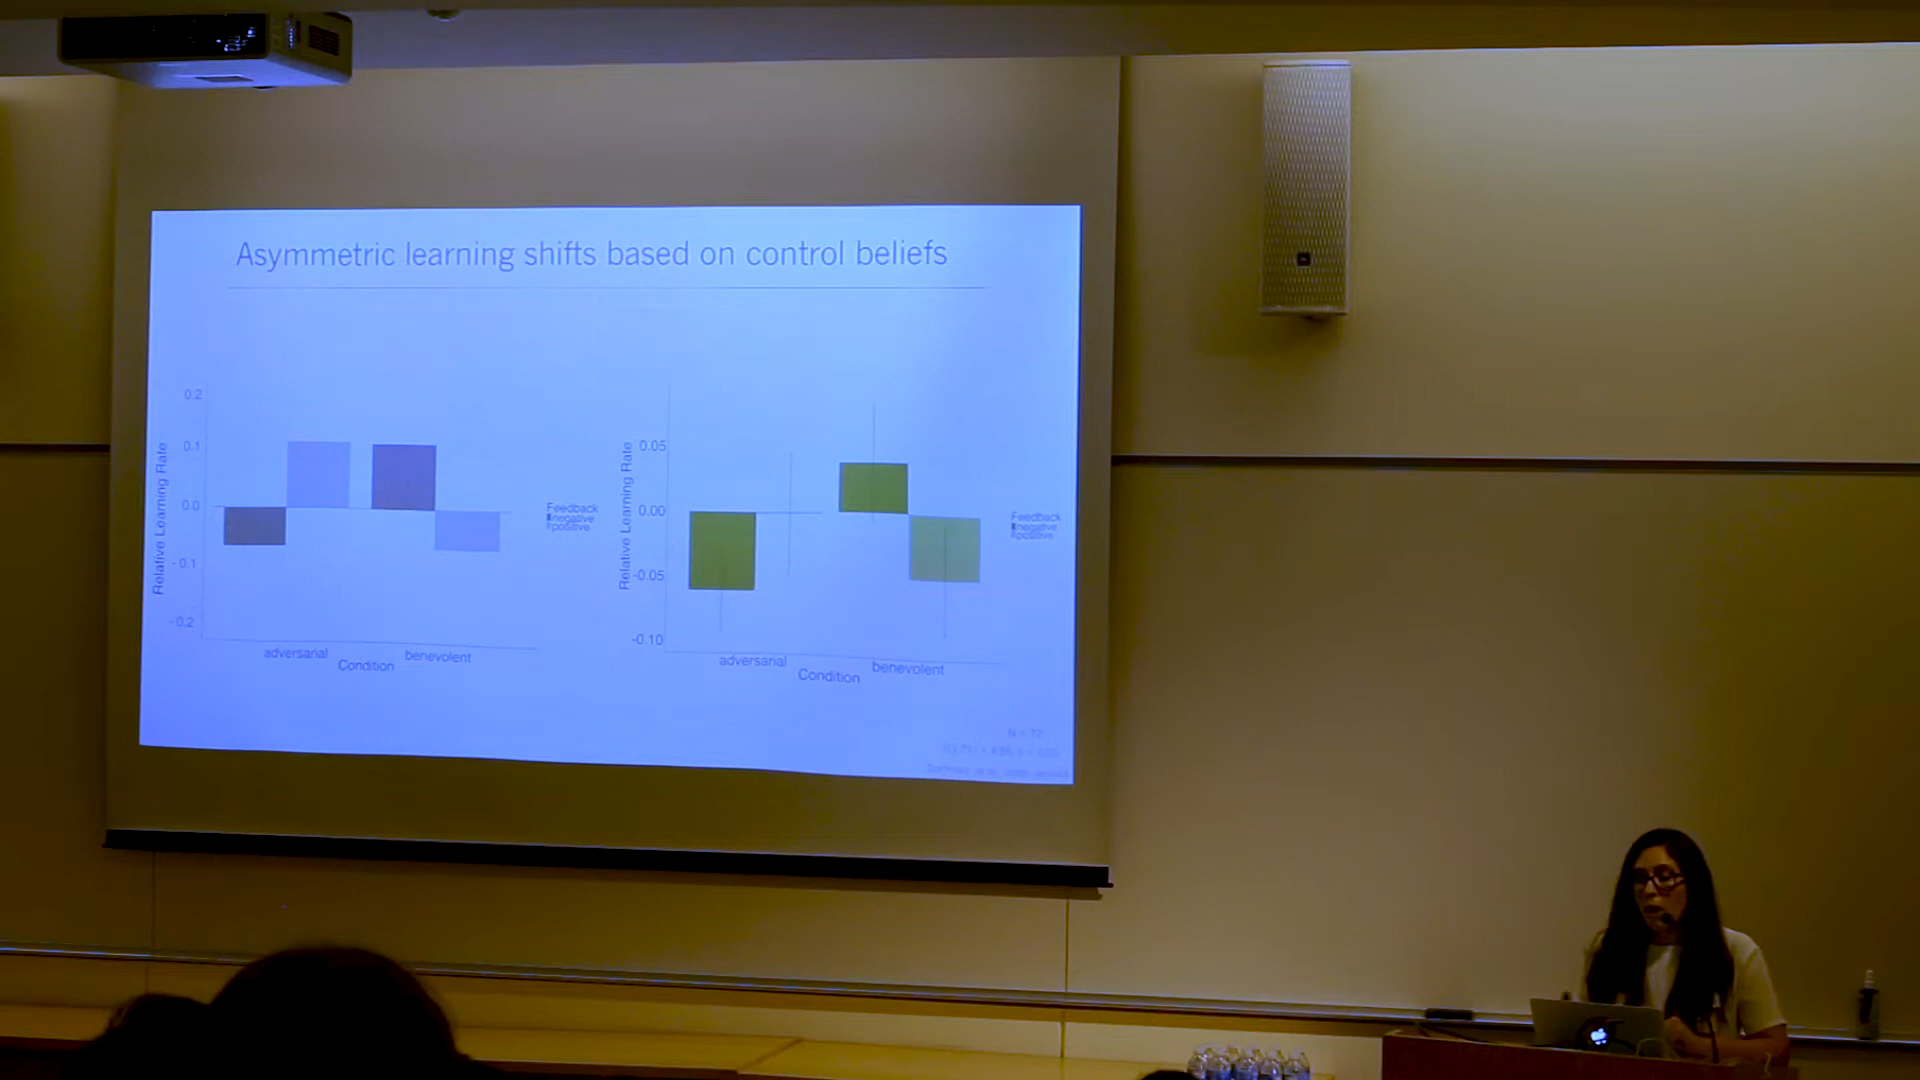 Asymmetric learning shifts based on control beliefs
0.2
0.1
0.0
-0.1
-0.2
Relative Learning Rate
adversarial
benevolent
Condition
Feedback
negative
positive
0.05
0.00
-0.05
-0.10
Relative Learning Rate
adversarial
benevolent
Condition
Feedback
negative
positive